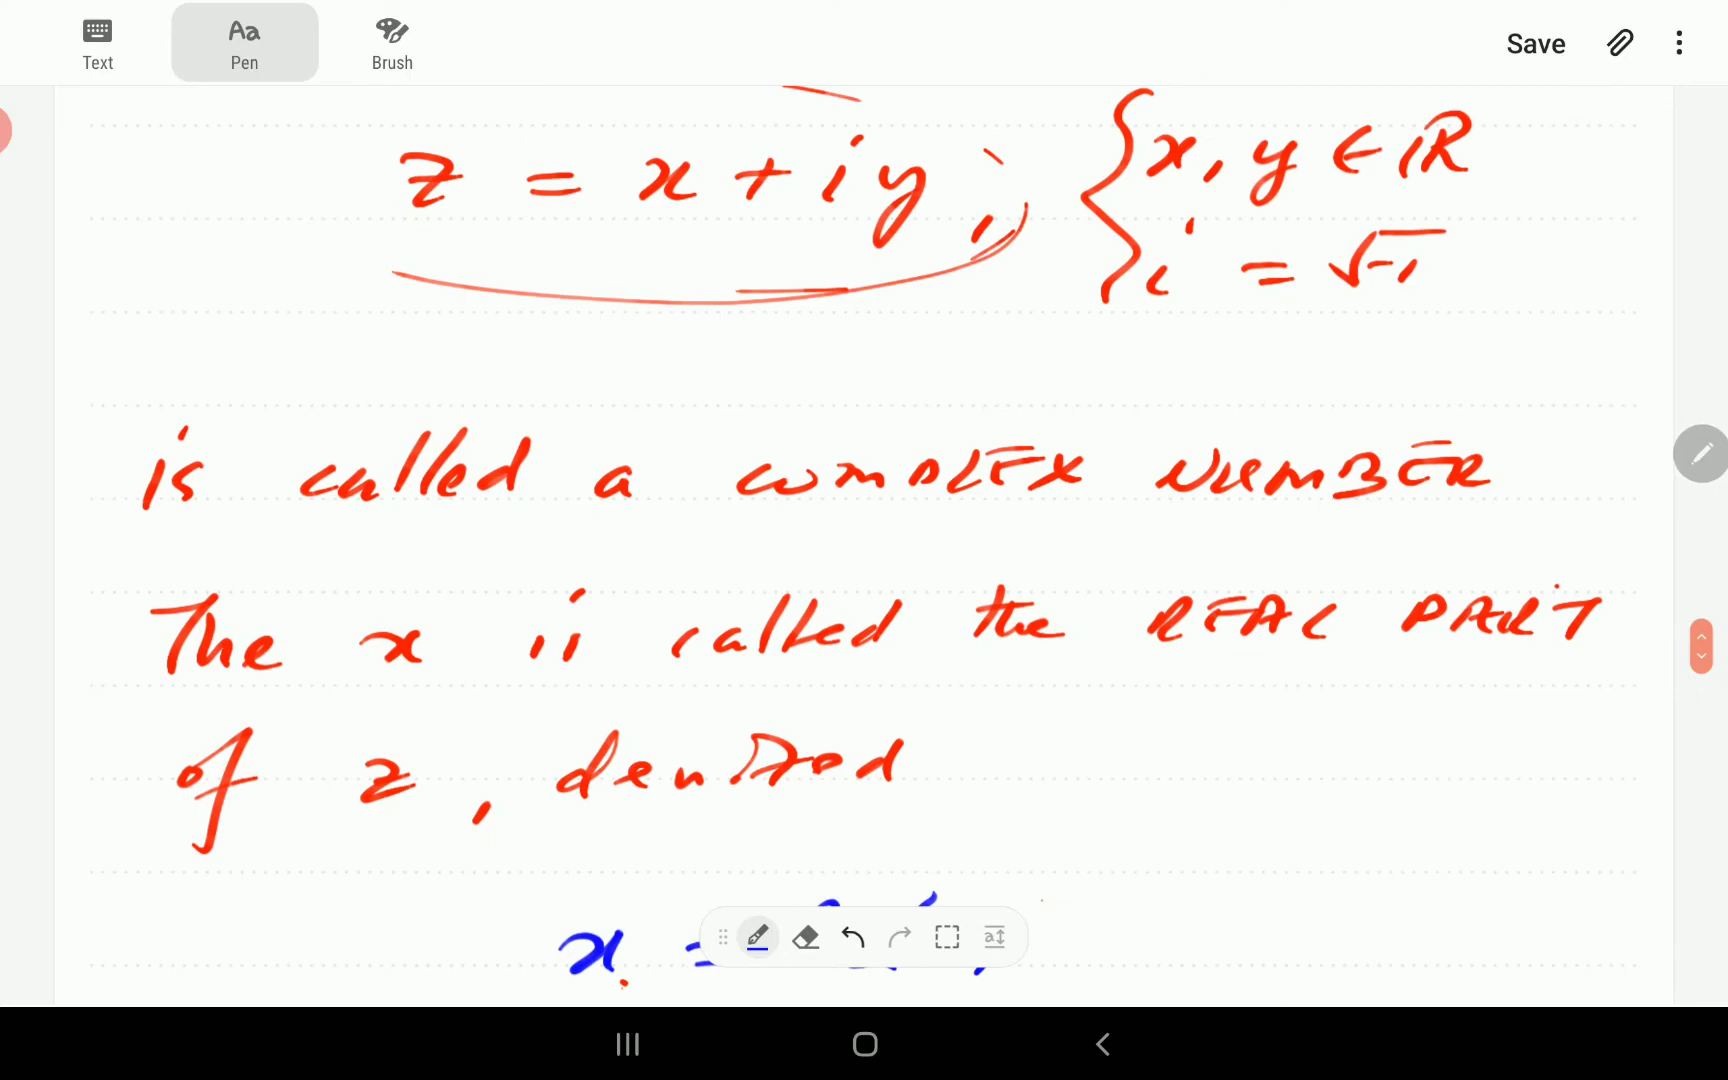 Text Pen Brush Save
z = x + iy, { x, y ∈ ℝ
i = √-1
is called a COMPLEX NUMBER
The x is called the REAL PART
of z, denoted
x =